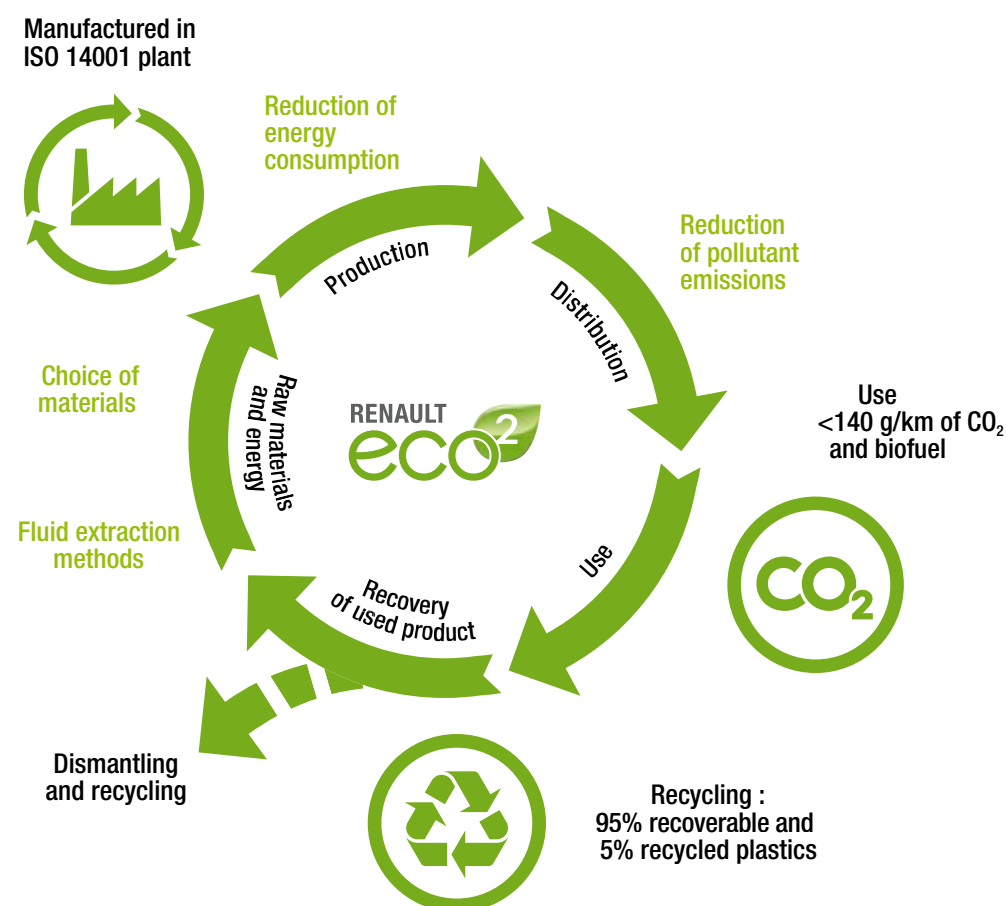 Manufactured in
ISO 14001 plant
Reduction of
energy
consumption
Reduction
of pollutant
emissions
Production
Distribution
Choice of
materials
Raw materials
and energy
RENAULT
eco2
Use
<140 g/km of CO₂
and biofuel
Fluid extraction
methods
Use
CO₂
Recovery
of used product
Dismantling
and recycling
Recycling :
95% recoverable and
5% recycled plastics